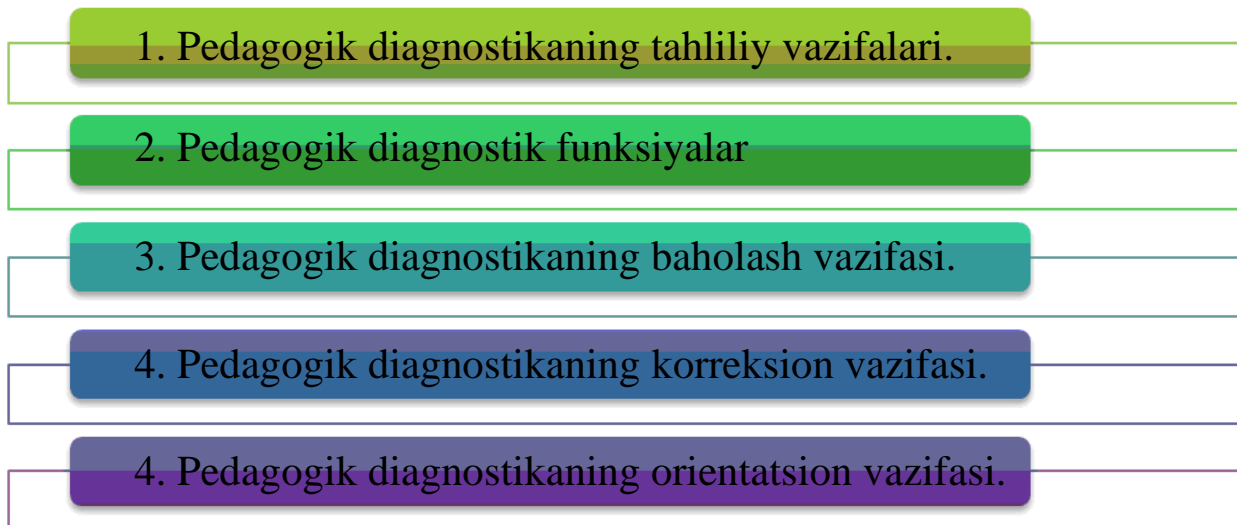 1. Pedagogik diagnostikaning tahliliy vazifalari.
2. Pedagogik diagnostik funksiyalar
3. Pedagogik diagnostikaning baholash vazifasi.
4. Pedagogik diagnostikaning korreksion vazifasi.
4. Pedagogik diagnostikaning orientatsion vazifasi.